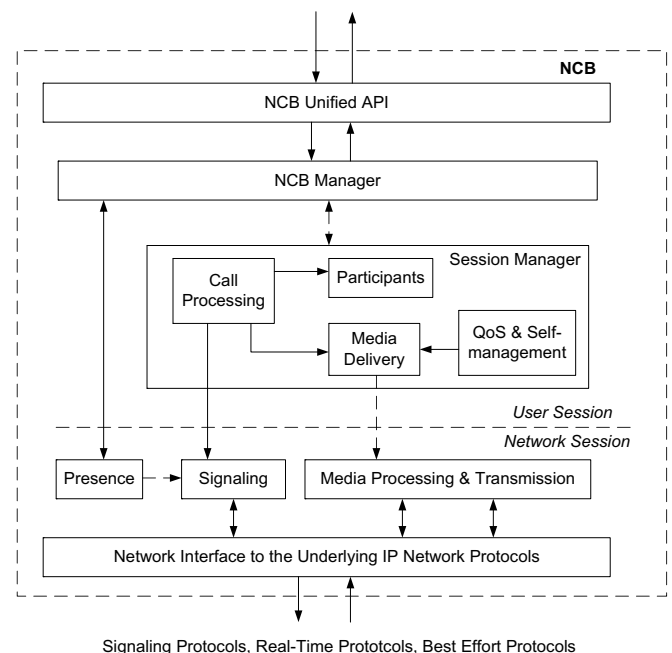 NCB
NCB Unified API
NCB Manager
Session Manager
Call
Processing
Participants
Media
Delivery
QoS & Self-
management
User Session
Network Session
Presence
Signaling
Media Processing & Transmission
Network Interface to the Underlying IP Network Protocols
Signaling Protocols, Real-Time Prototcols, Best Effort Protocols